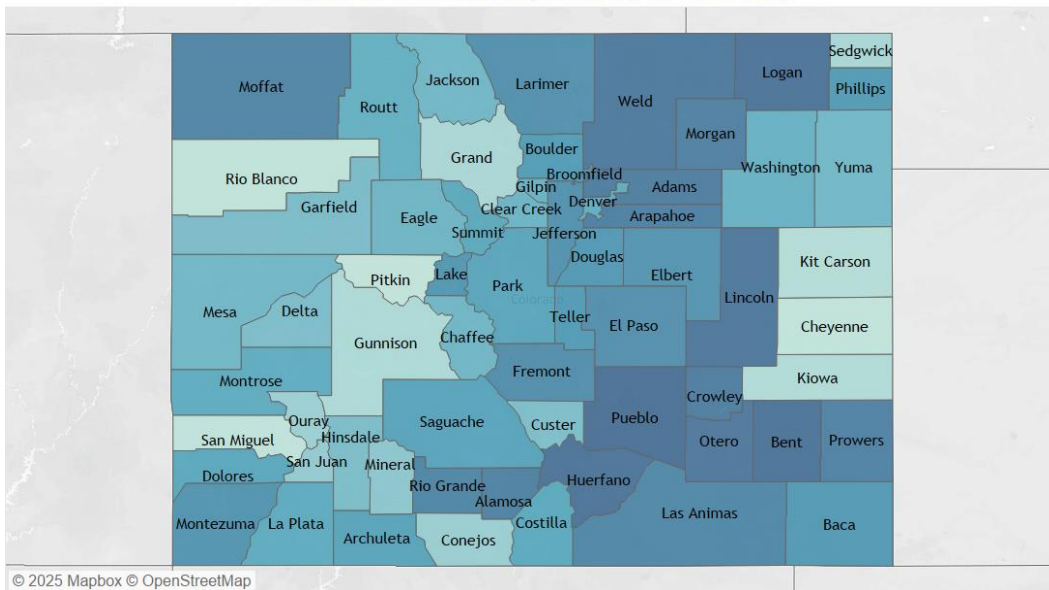 Sedgwick
Logan
Jackson
Larimer
Moffat
Phillips
Weld
Routt
Morgan
Boulder
Grand
Washington
Yuma
Broomfield
Rio Blanco
Gilpin
Adams
Denver
Garfield
Clear Creek
Eagle
Arapahoe
Summit
Jefferson
Douglas
Kit Carson
Lake
Elbert
Pitkin
Park
Lincoln
Colorado
Mesa
Delta
Teller
El Paso
Cheyenne
Chaffee
Gunnison
Fremont
Kiowa
Montrose
Crowley
Pueblo
Ouray
Saguache
Custer
Hinsdale
San Miguel
Otero
Bent
Prowers
San Juan
Mineral
Dolores
Huerfano
Rio Grande
Alamosa
Las Animas
Montezuma
La Plata
Costilla
Baca
Archuleta
Conejos
© 2025 Mapbox © OpenStreetMap